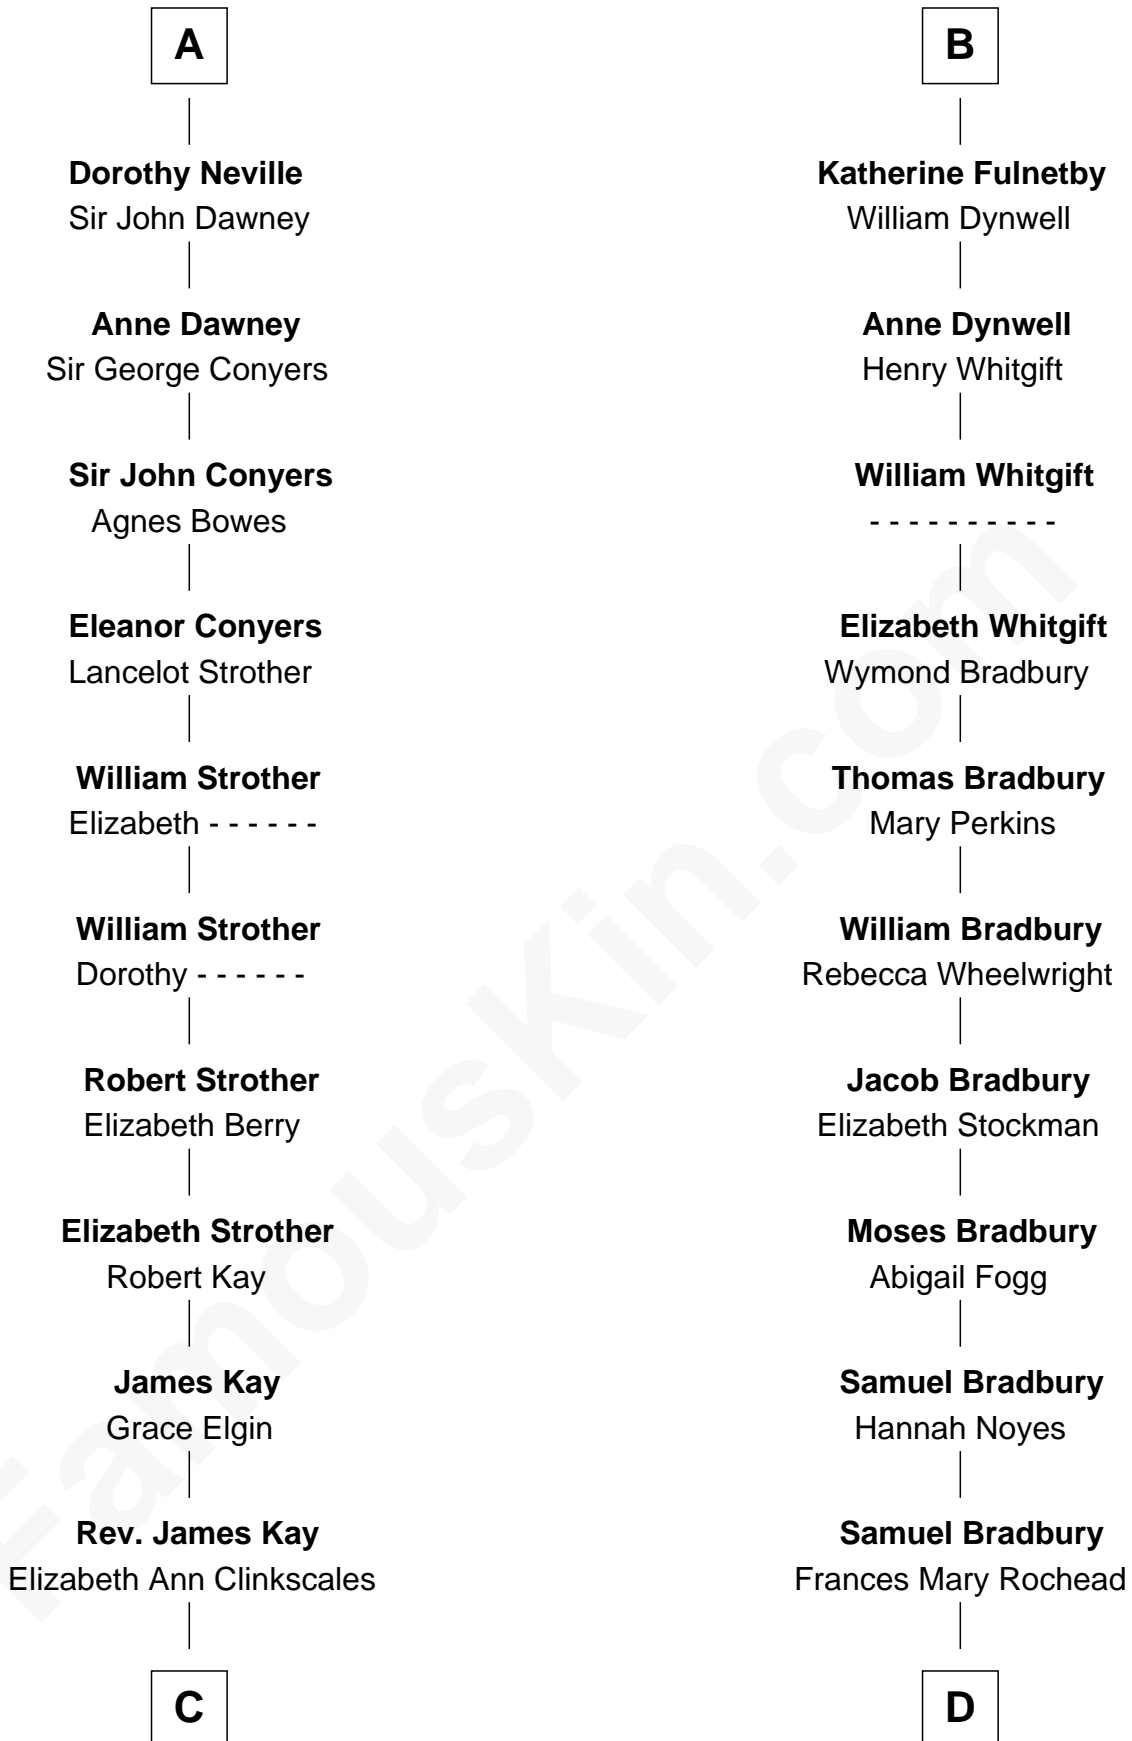 A
Dorothy Neville
Sir John Dawney
Anne Dawney
Sir George Conyers
Sir John Conyers
Agnes Bowes
Eleanor Conyers
Lancelot Strother
William Strother
Elizabeth - - - - - -
William Strother
Dorothy - - - - - -
Robert Strother
Elizabeth Berry
Elizabeth Strother
Robert Kay
James Kay
Grace Elgin
Rev. James Kay
Elizabeth Ann Clinkscales
C
B
Katherine Fulnetby
William Dynwell
Anne Dynwell
Henry Whitgift
William Whitgift
- - - - - - - - - -
Elizabeth Whitgift
Wymond Bradbury
Thomas Bradbury
Mary Perkins
William Bradbury
Rebecca Wheelwright
Jacob Bradbury
Elizabeth Stockman
Moses Bradbury
Abigail Fogg
Samuel Bradbury
Hannah Noyes
Samuel Bradbury
Frances Mary Rochead
D
FamousKin.com